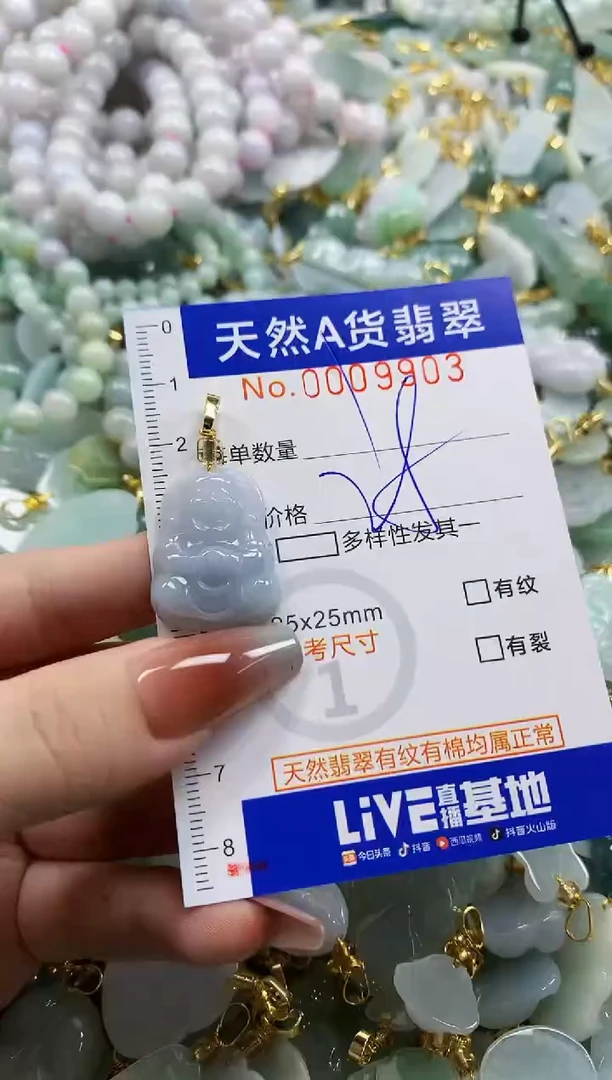 天然A货翡翠
No.0009903
0
1
2
单数量
价格
多样性发其一
有纹
5x25mm
考尺寸
有裂
1
7
天然翡翠有纹有棉均属正常
LiVE直播基地
8
今日头条 抖音 西瓜视频 抖音火山版